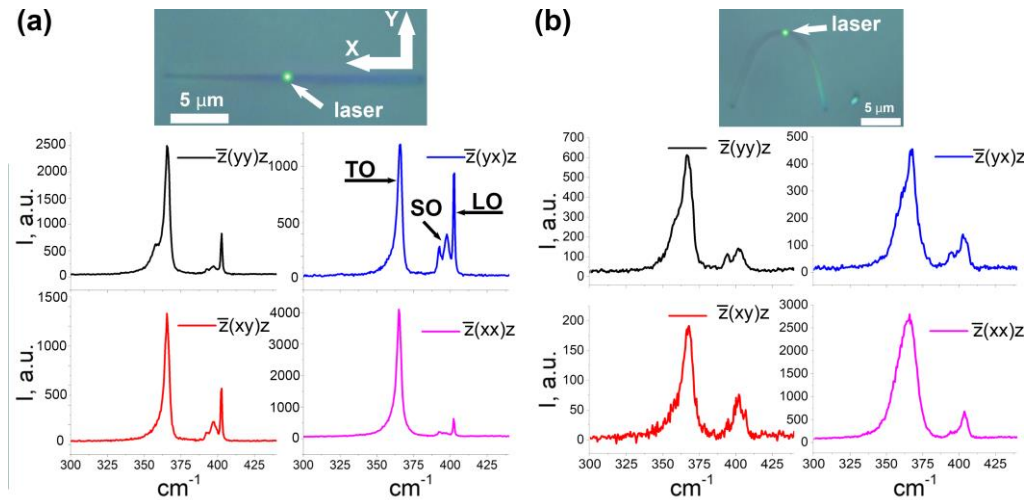 (a)
Y
X
laser
5 µm
(b)
laser
5 µm
I, a.u.
2500
2000
1500
1000
500
0
z̄(yy)z
1000
500
0
z̄(yx)z
TO
SO
LO
I, a.u.
1500
1000
500
0
z̄(xy)z
300 325 350 375 400 425
cm⁻¹
4000
3000
2000
1000
0
z̄(xx)z
300 325 350 375 400 425
cm⁻¹
I, a.u.
700
600
500
400
300
200
100
0
z̄(yy)z
500
400
300
200
100
0
z̄(yx)z
I, a.u.
200
150
100
50
0
z̄(xy)z
300 325 350 375 400 425
cm⁻¹
3000
2500
2000
1500
1000
500
0
z̄(xx)z
300 325 350 375 400 425
cm⁻¹